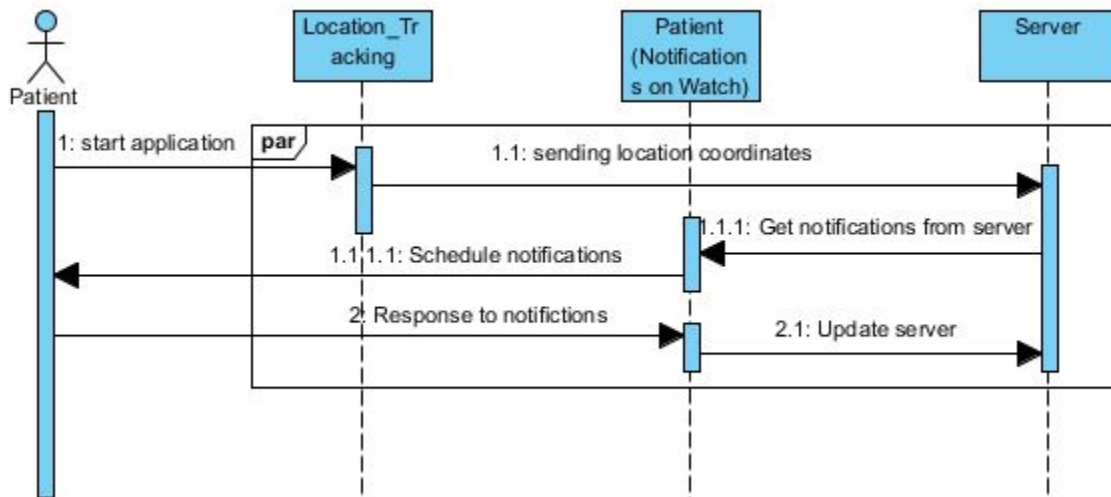 Location_Tr
acking
Patient
(Notification
s on Watch)
Server
Patient
1: start application
par
1.1: sending location coordinates
1.1.1: Get notifications from server
1.1.1.1: Schedule notifications
2: Response to notifictions
2.1: Update server